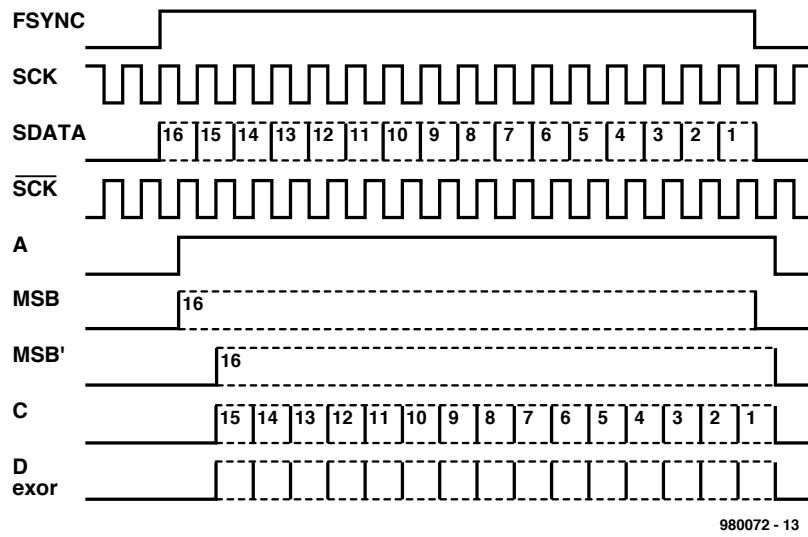 FSYNC
SCK
SDATA 16 15 14 13 12 11 10 9 8 7 6 5 4 3 2 1
SCK
A
MSB 16
MSB' 16
C 15 14 13 12 11 10 9 8 7 6 5 4 3 2 1
D
exor
980072 - 13